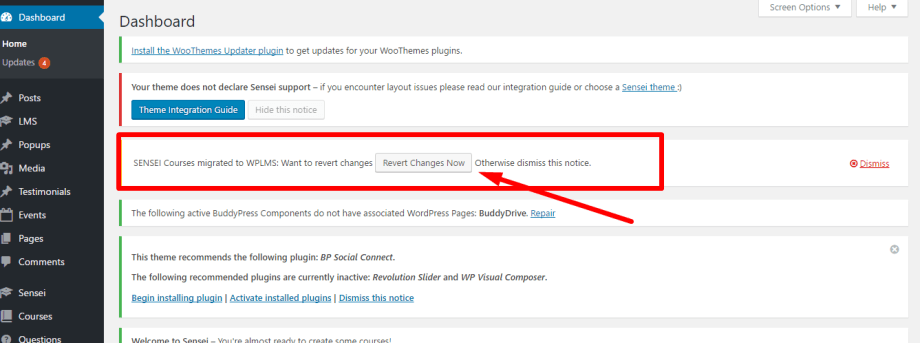 Dashboard
Screen Options ▼
Help ▼
Dashboard
Home
Updates 4
Posts
LMS
Popups
Media
Testimonials
Events
Pages
Comments
Sensei
Courses
Questions
Install the WooThemes Updater plugin to get updates for your WooThemes plugins.
Your theme does not declare Sensei support – if you encounter layout issues please read our integration guide or choose a Sensei theme :)
Theme Integration Guide
Hide this notice
SENSEI Courses migrated to WPLMS: Want to revert changes Revert Changes Now Otherwise dismiss this notice.
Dismiss
The following active BuddyPress Components do not have associated WordPress Pages: BuddyDrive. Repair
This theme recommends the following plugin: BP Social Connect.
The following recommended plugins are currently inactive: Revolution Slider and WP Visual Composer.
Begin installing plugin | Activate installed plugins | Dismiss this notice
Welcome to Sensei – You're almost ready to create some courses!